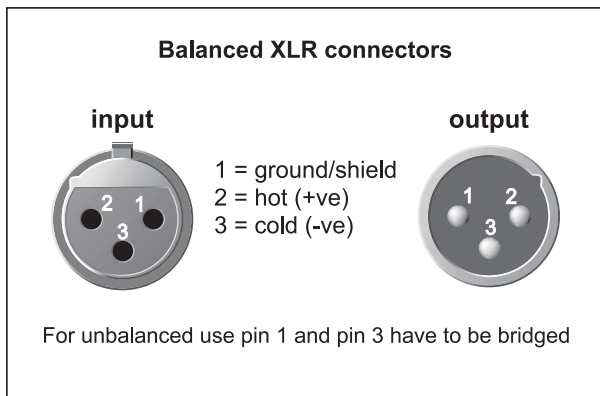 Balanced XLR connectors
input
output
1 = ground/shield
2 = hot (+ve)
3 = cold (-ve)
2 1
3
1 2
3
For unbalanced use pin 1 and pin 3 have to be bridged